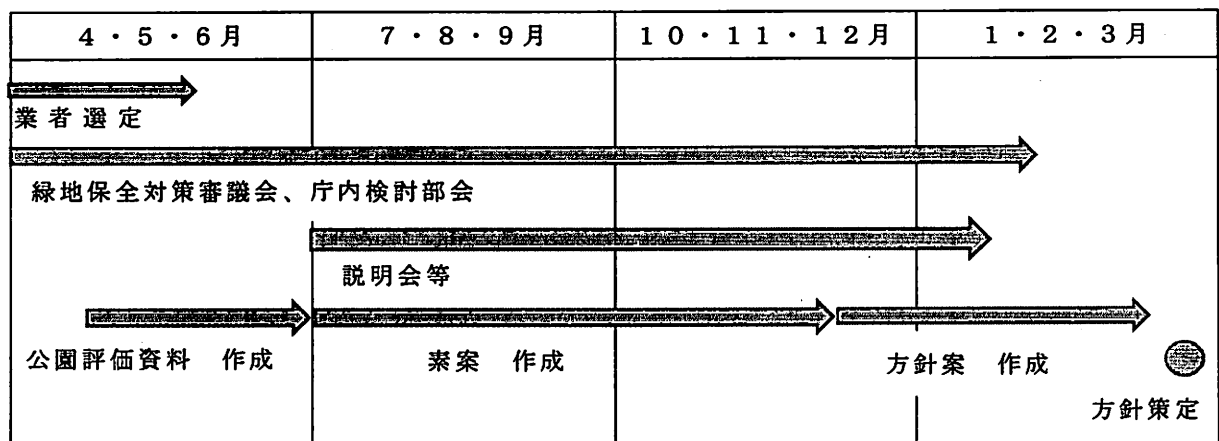 4・5・6月 7・8・9月 10・11・12月 1・2・3月
業者選定
緑地保全対策審議会、庁内検討部会
説明会等
公園評価資料 作成 素案 作成 方針案 作成
方針策定